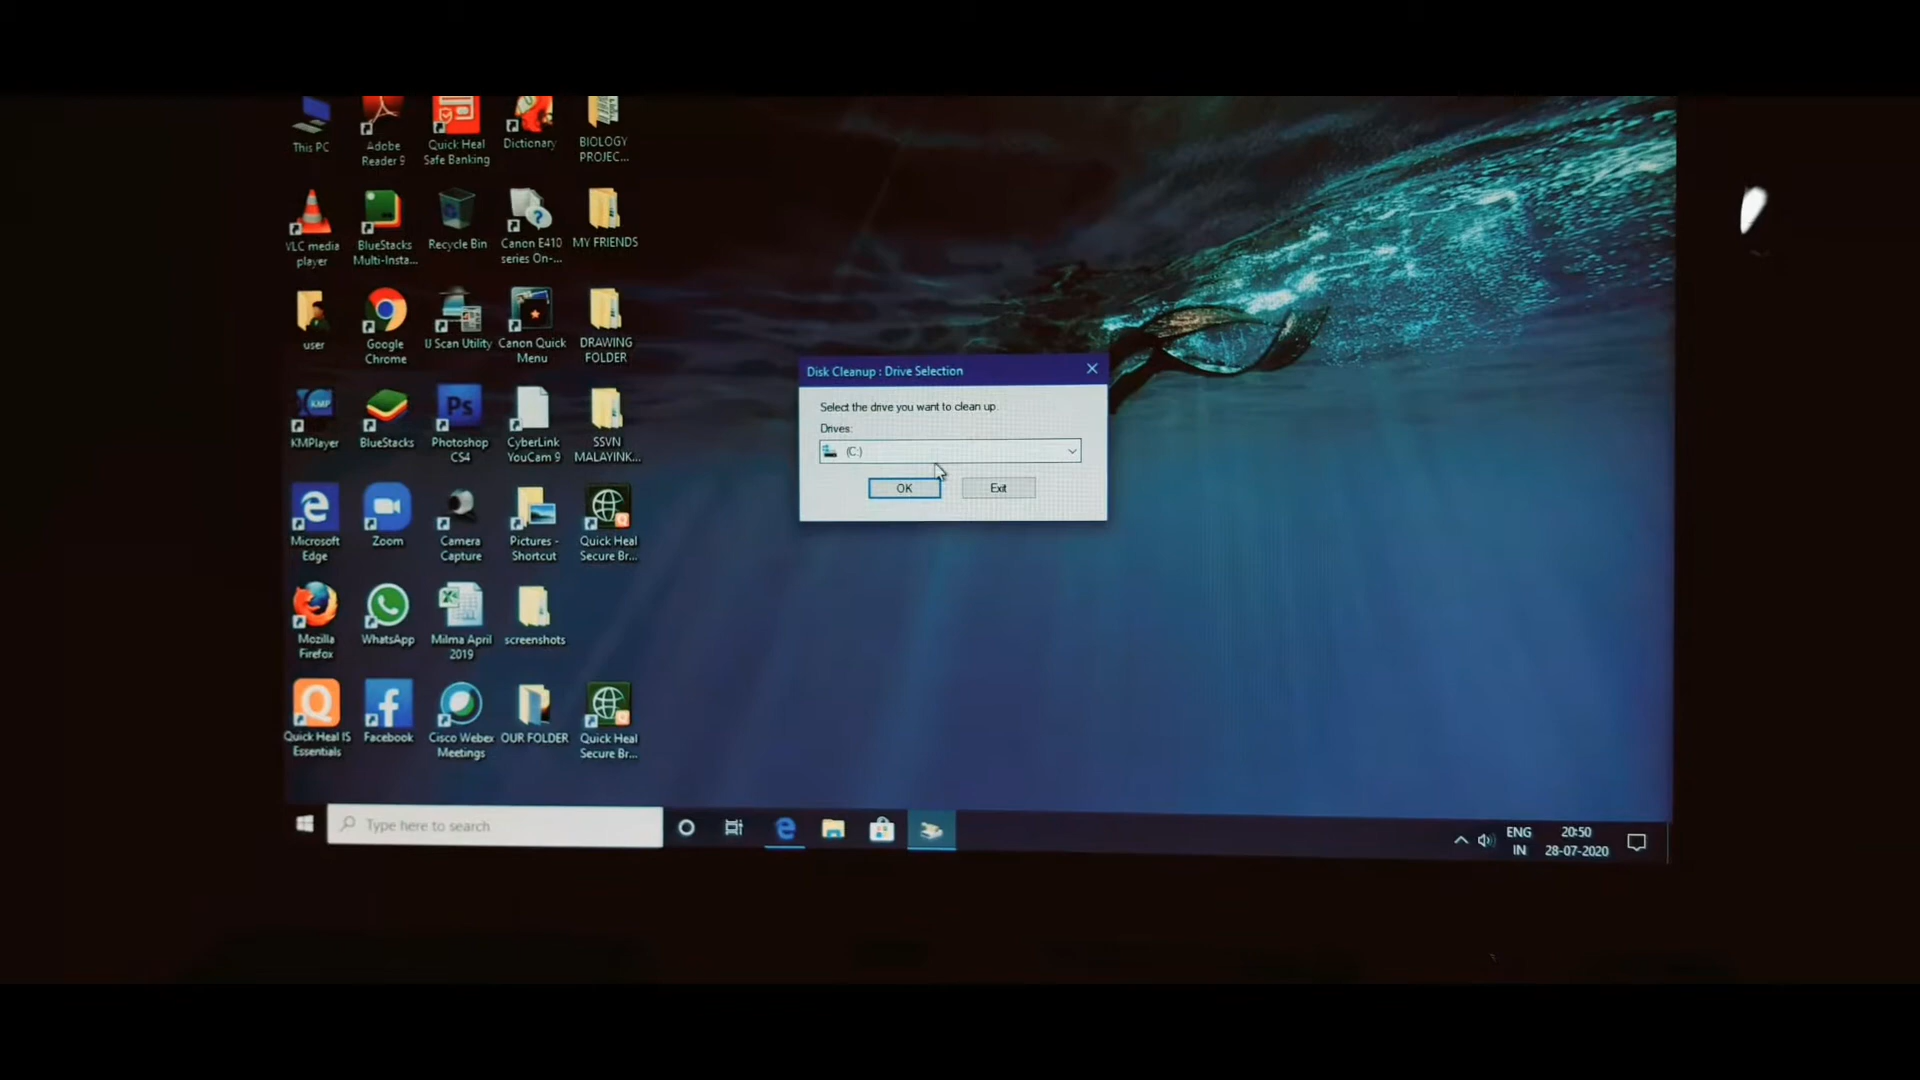 This PC
Adobe
Reader 9
Quick Heal
Safe Banking
Dictionary
BIOLOGY
PROJEC...
VLC media
player
BlueStacks
Multi-Insta...
Recycle Bin
Canon E410
series On-...
MY FRIENDS
user
Google
Chrome
IJ Scan Utility
Canon Quick
Menu
DRAWING
FOLDER
KMP
KMPlayer
BlueStacks
Ps
Photoshop
CS4
CyberLink
YouCam 9
SSVN
MALAYINK...
Microsoft
Edge
Zoom
Camera
Capture
Pictures -
Shortcut
Quick Heal
Secure Br...
Mozilla
Firefox
WhatsApp
Milma April
2019
screenshots
Quick Heal IS
Essentials
Facebook
Cisco Webex
Meetings
OUR FOLDER
Quick Heal
Secure Br...
Disk Cleanup : Drive Selection
Select the drive you want to clean up.
Drives:
(C:)
OK
Exit
Type here to search
ENG
IN
20:50
28-07-2020